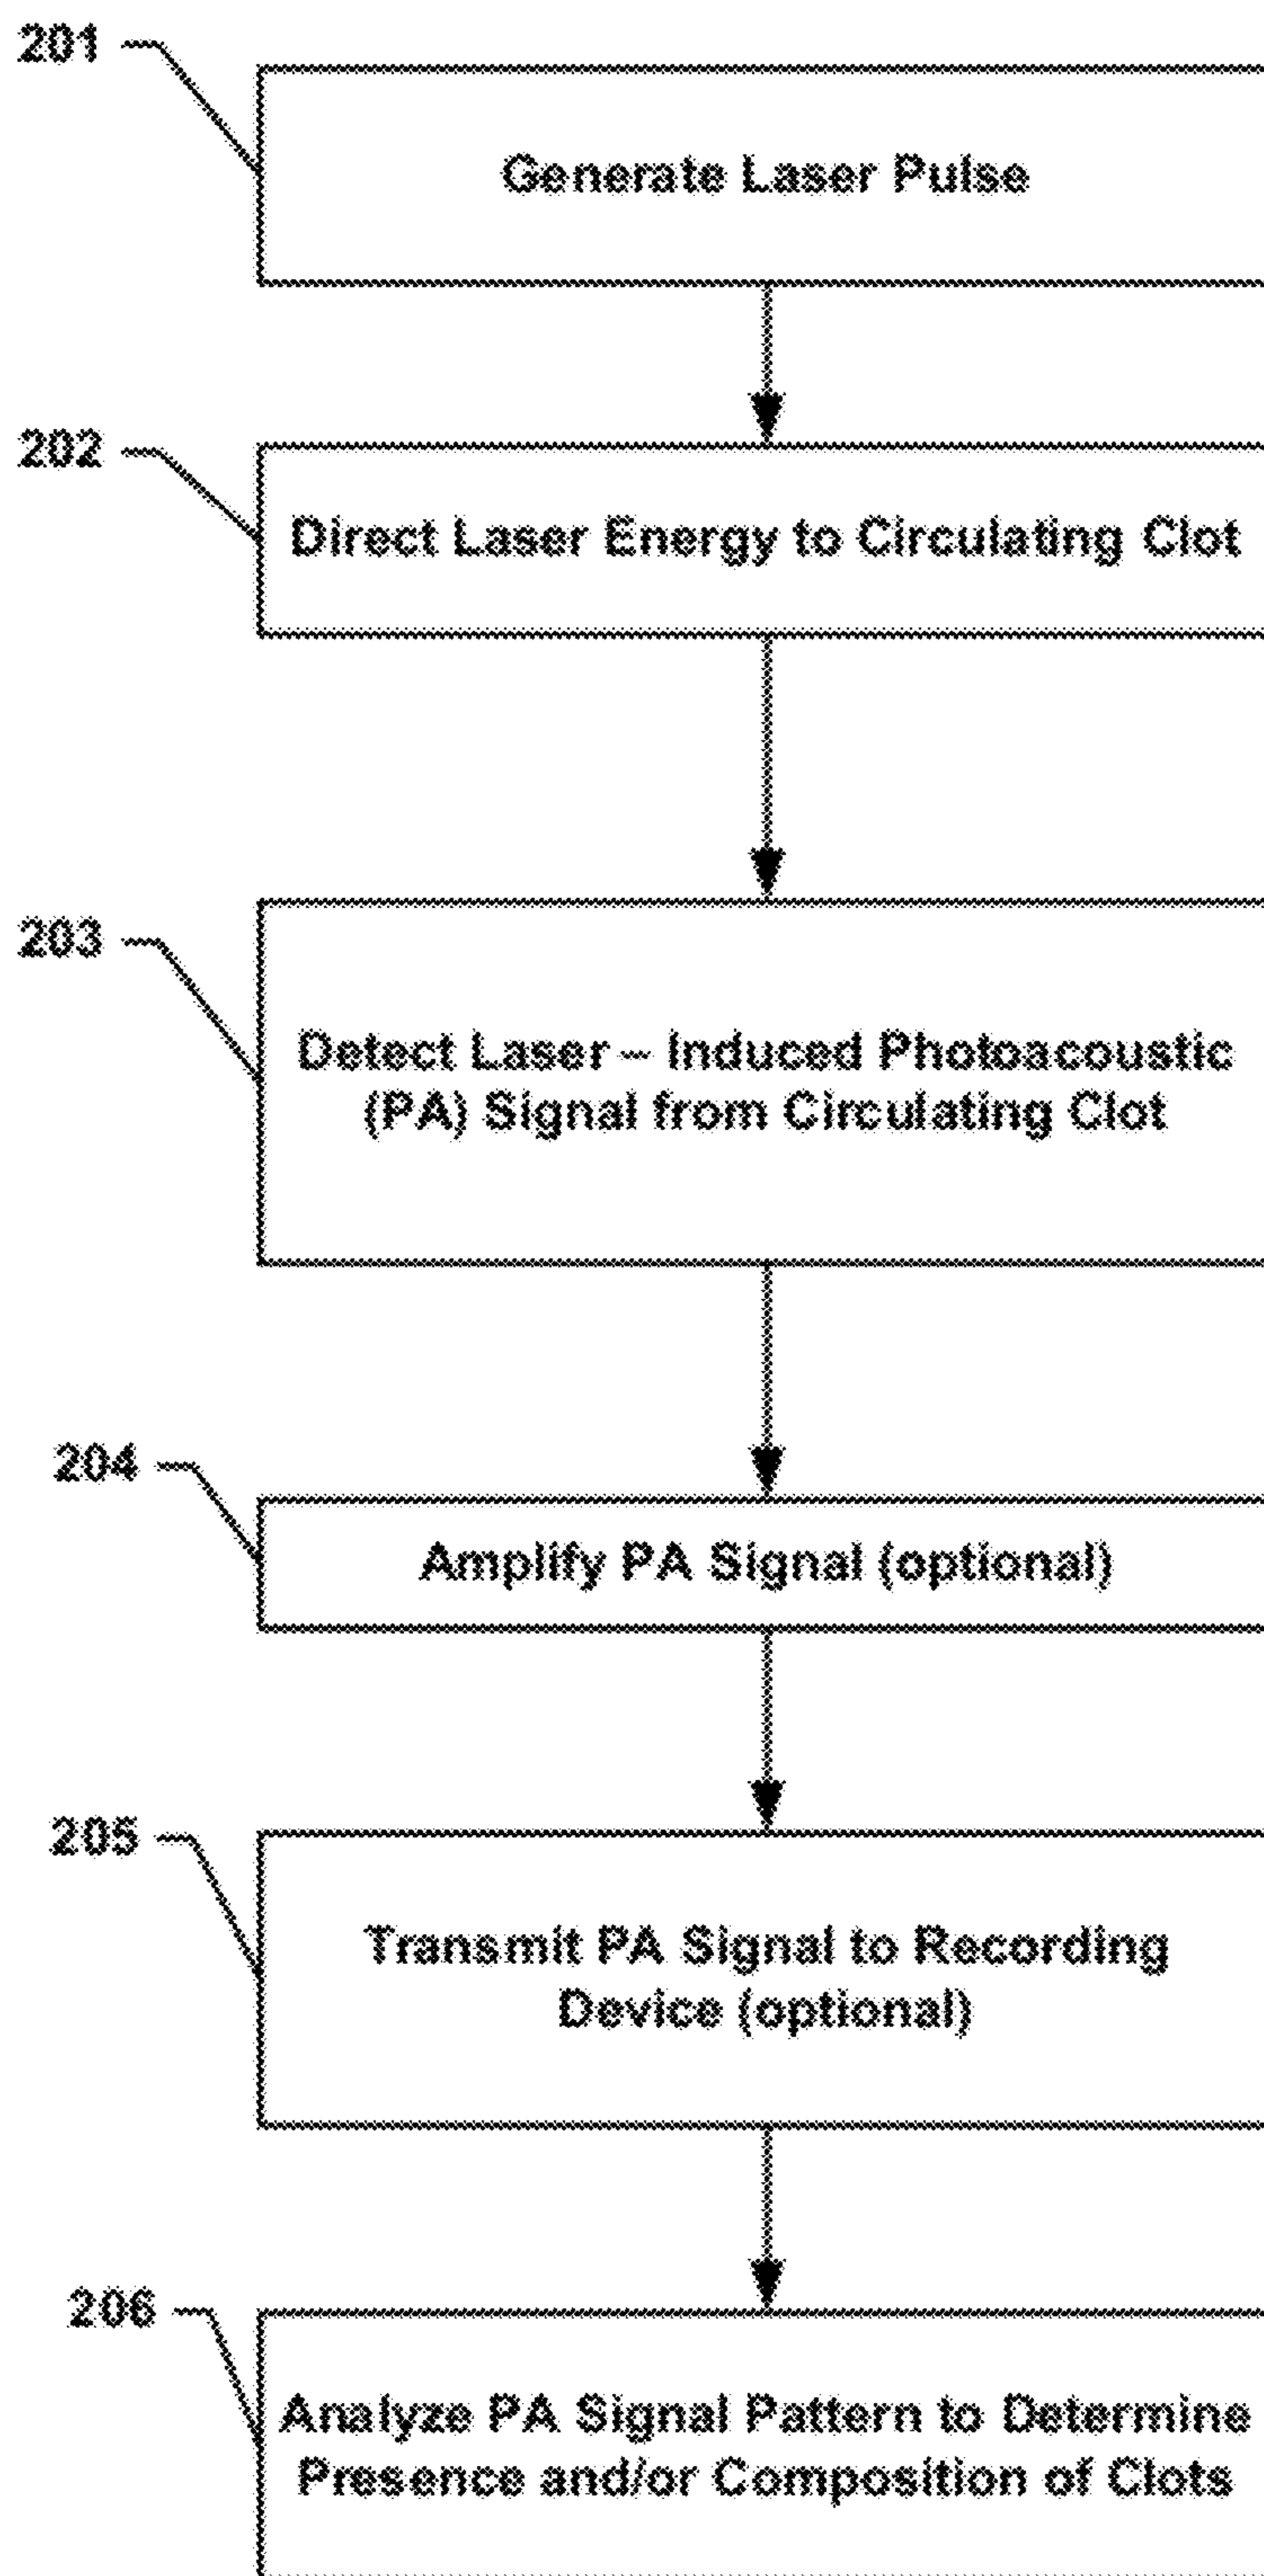 201
Generate Laser Pulse
202
Direct Laser Energy to Circulating Clot
203
Detect Laser – Induced Photoacoustic
(PA) Signal from Circulating Clot
204
Amplify PA Signal (optional)
205
Transmit PA Signal to Recording
Device (optional)
206
Analyze PA Signal Pattern to Determine
Presence and/or Composition of Clots